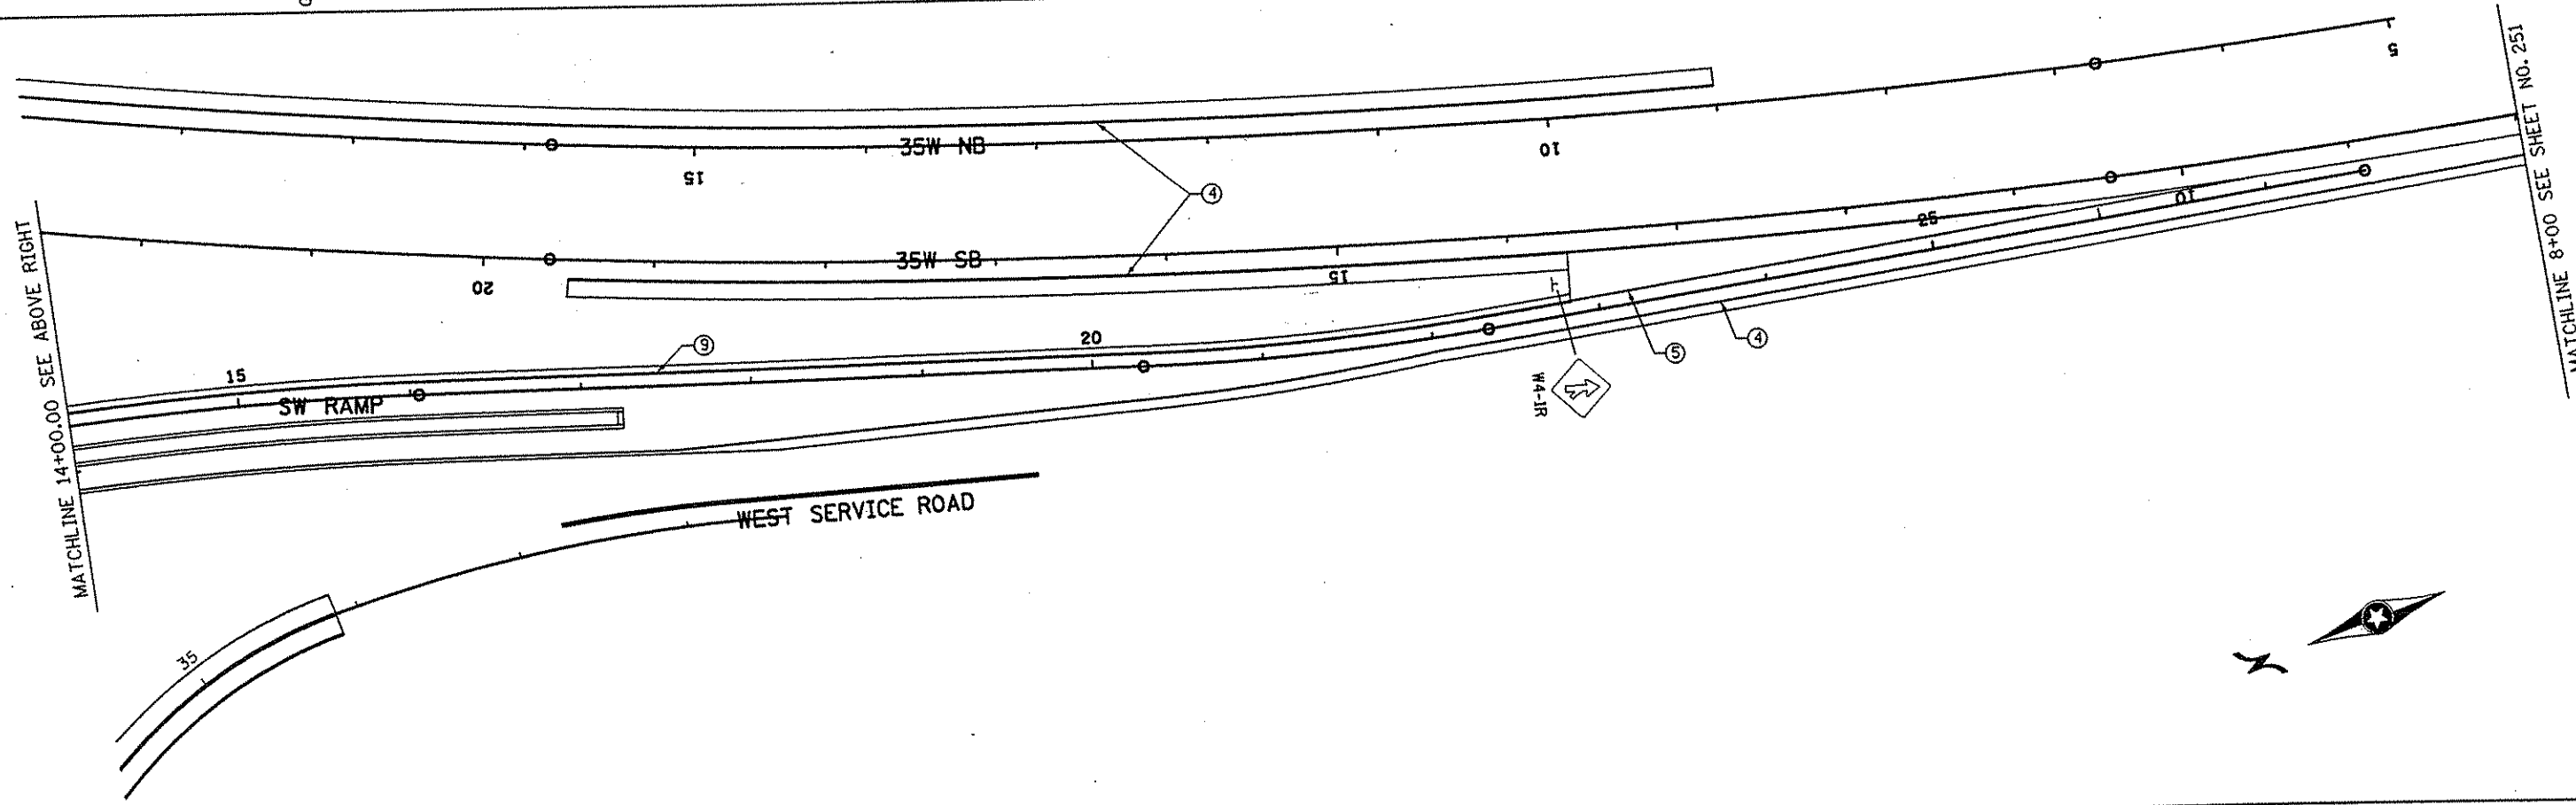 5
MATCHLINE 8+00 SEE SHEET NO. 251
35W NB
10
15
4
MATCHLINE 14+00.00 SEE ABOVE RIGHT
35W SB
20
15
10
25
15
20
9
5
4
SW RAMP
W4-1R
WEST SERVICE ROAD
35
N